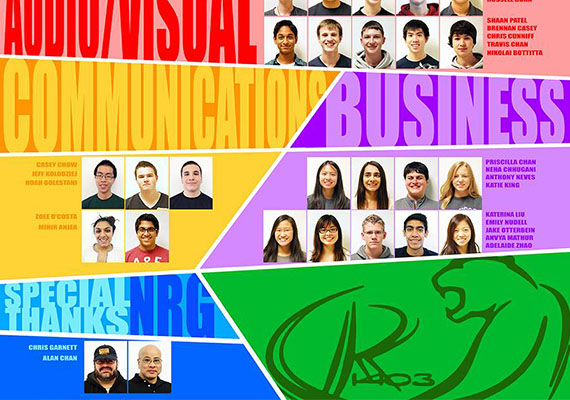 AUDIO/VISUAL
SHAAN PATEL
BRENNAN CASEY
CHRIS CUNNIFF
TRAVIS CHAN
NIKOLAI BOTTITTA
COMMUNICATIONS
BUSINESS
CASEY CHOW
JEFF KOLODZIEJ
NOAH GOLESTANI
ZOEE D'COSTA
MIHIR ANJEA
PRISCILLA CHAN
NEHA CHHUGANI
ANTHONY NEVES
KATIE KING
KATERINA LIU
EMILY NUDELL
JAKE OTTERBEIN
ANVYA MATHUR
ADELAIDE ZHAO
SPECIAL
THANKS
NRG
CHRIS GARNETT
ALAN CHAN
1403